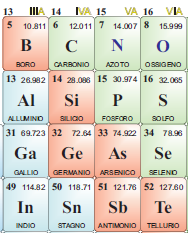 13 IIIA 14 IVA 15 VA 16 VIA
5 10.811 6 12.011 7 14.007 8 15.999
B C N O
BORO CARBONIO AZOTO OSSIGENO
13 26.982 14 28.086 15 30.974 16 32.065
Al Si P S
ALLUMINIO SILICIO FOSFORO SOLFO
31 69.723 32 72.64 33 74.922 34 78.96
Ga Ge As Se
GALLIO GERMANIO ARSENICO SELENIO
49 114.82 50 118.71 51 121.76 52 127.60
In Sn Sb Te
INDIO STAGNO ANTIMONIO TELLURIO